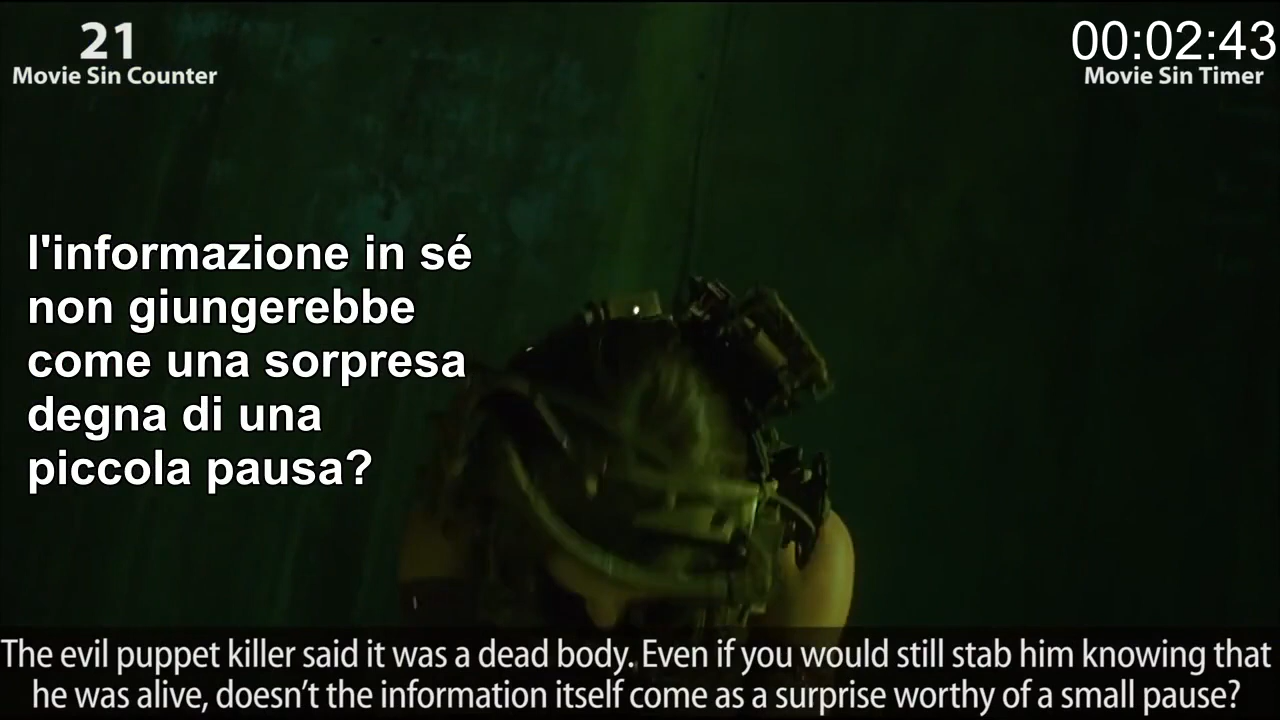 21
Movie Sin Counter
00:02:43
Movie Sin Timer
l'informazione in sé
non giungerebbe
come una sorpresa
degna di una
piccola pausa?
The evil puppet killer said it was a dead body. Even if you would still stab him knowing that
he was alive, doesn't the information itself come as a surprise worthy of a small pause?